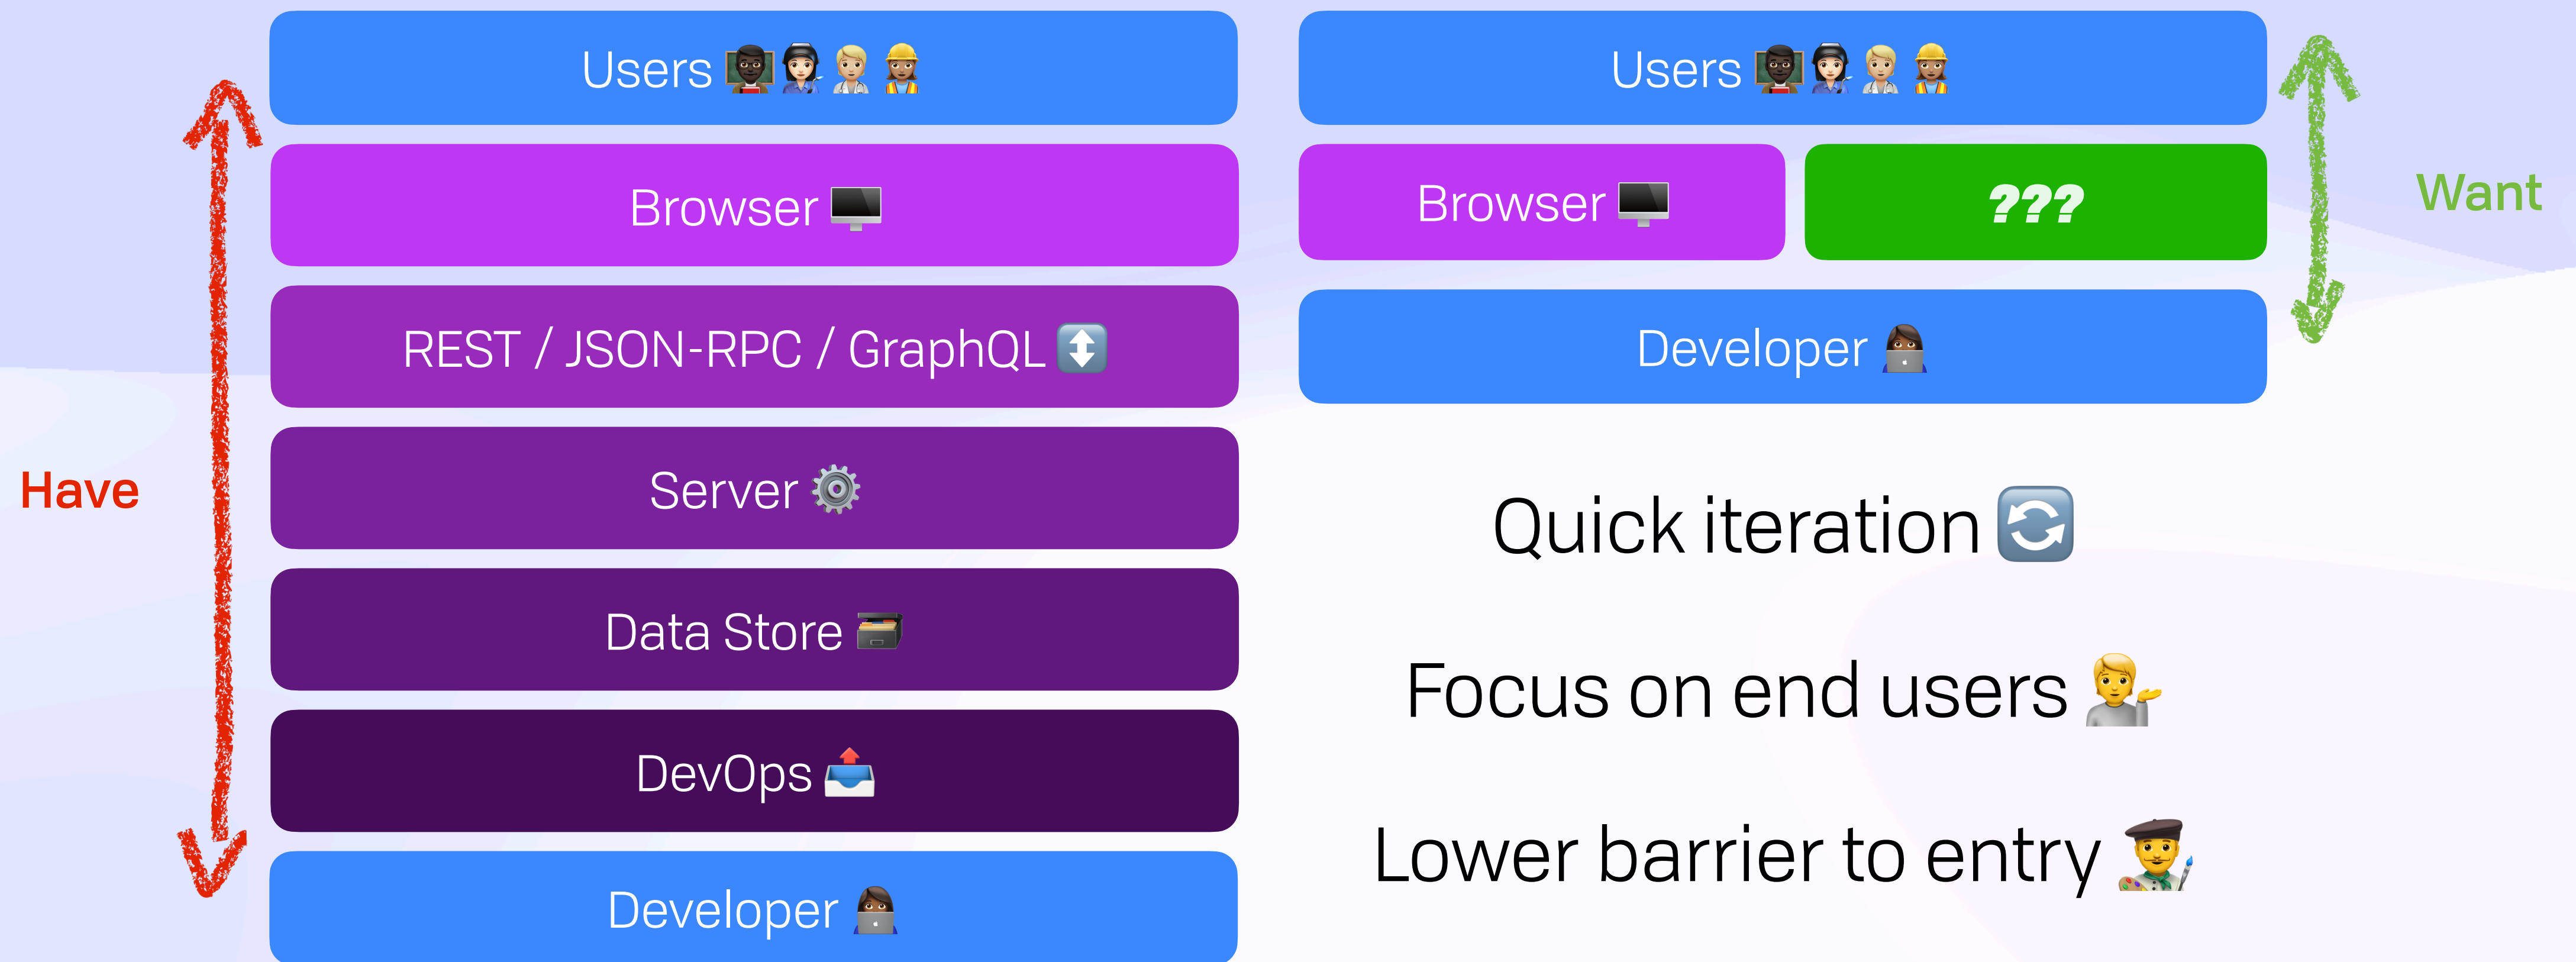 Have
Users 👨🏿‍🏫👩🏻‍🏭🧑🏼‍⚕️👷🏽‍♀️
Browser 🖥️
REST / JSON-RPC / GraphQL ↕️
Server ⚙️
Data Store 🗃️
DevOps 📤
Developer 👩🏾‍💻
Users 👨🏿‍🏫👩🏻‍🏭🧑🏼‍⚕️👷🏽‍♀️
Browser 🖥️
???
Developer 👩🏾‍💻
Want
Quick iteration 🔄
Focus on end users 💁
Lower barrier to entry 👨‍🎨